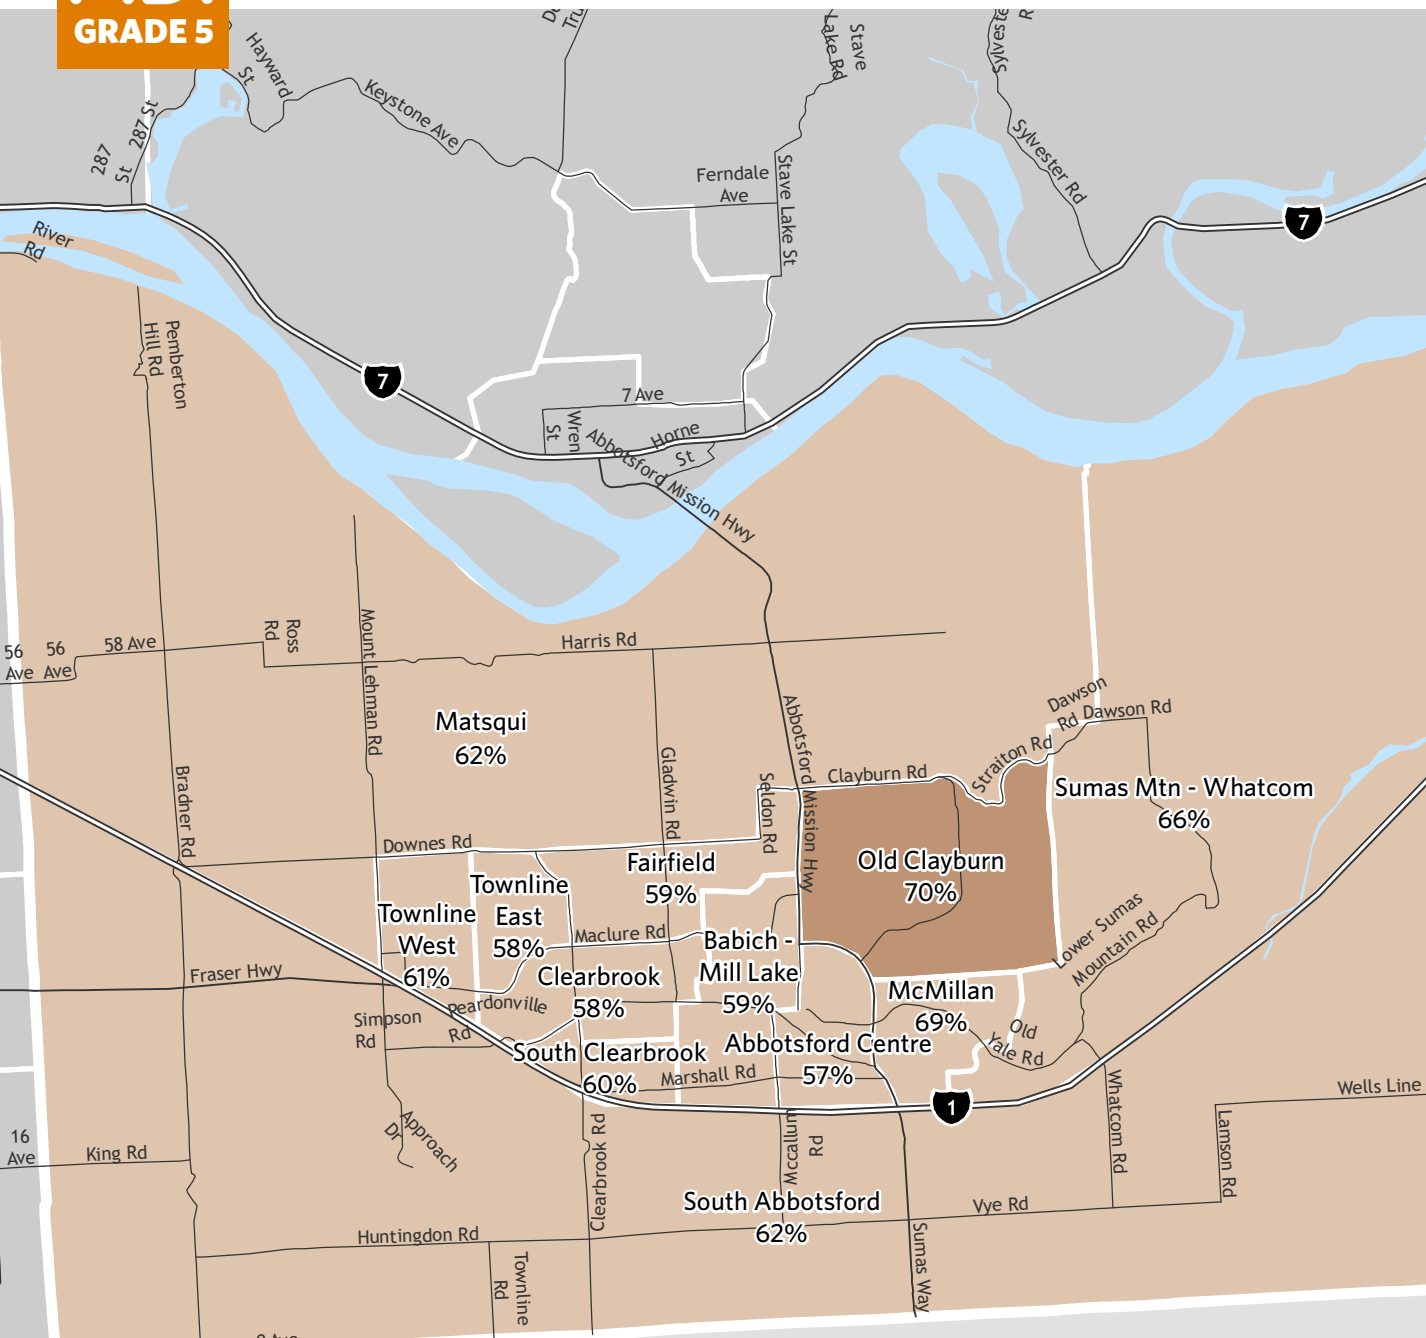 GRADE 5
Hayward
St
Keystone Ave
Stave
Lake Rd
Sylvester Rd
287 St
287
St
Ferndale
Ave
Stave Lake St
River
Rd
7
7
Pemberton
Hill Rd
7 Ave
Wren
St
Horne
St
Abbotsford Mission Hwy
56
Ave
56
Ave
58 Ave
Ross
Rd
Mount Lehman Rd
Harris Rd
Matsqui
62%
Abbotsford Mission Hwy
Gladwin Rd
Seldon Rd
Bradner Rd
Dawson
Rd
Dawson Rd
Straiton Rd
Clayburn Rd
Sumas Mtn - Whatcom
66%
Downes Rd
Fairfield
59%
Old Clayburn
70%
Townline
East
58%
Townline
West
61%
Maclure Rd
Babich -
Mill Lake
59%
Clearbrook
58%
Lower Sumas
Mountain Rd
Fraser Hwy
Peardonville
Rd
Simpson
Rd
McMillan
69%
Old
Yale Rd
South Clearbrook
60%
Abbotsford Centre
57%
Marshall Rd
1
Whatcom Rd
Wells Line
Lamson Rd
16
Ave
King Rd
Approach
Dr
Clearbrook Rd
Mccallum
Rd
South Abbotsford
62%
Vye Rd
Huntingdon Rd
Townline
Rd
Sumas Way